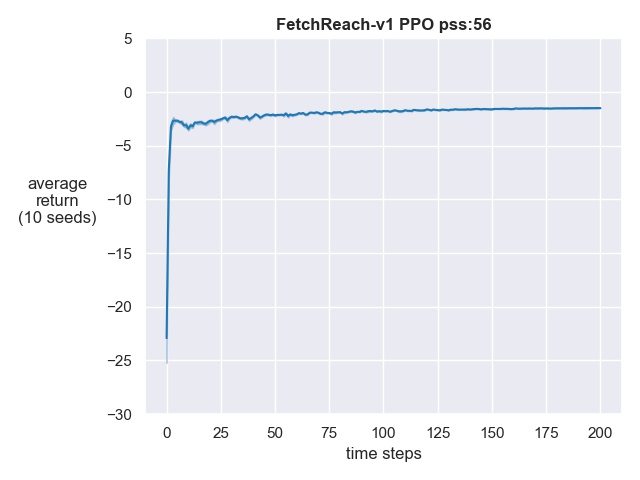 FetchReach-v1 PPO pss:56
5
0
−5
−10
−15
−20
−25
−30
average
return
(10 seeds)
0 25 50 75 100 125 150 175 200
time steps